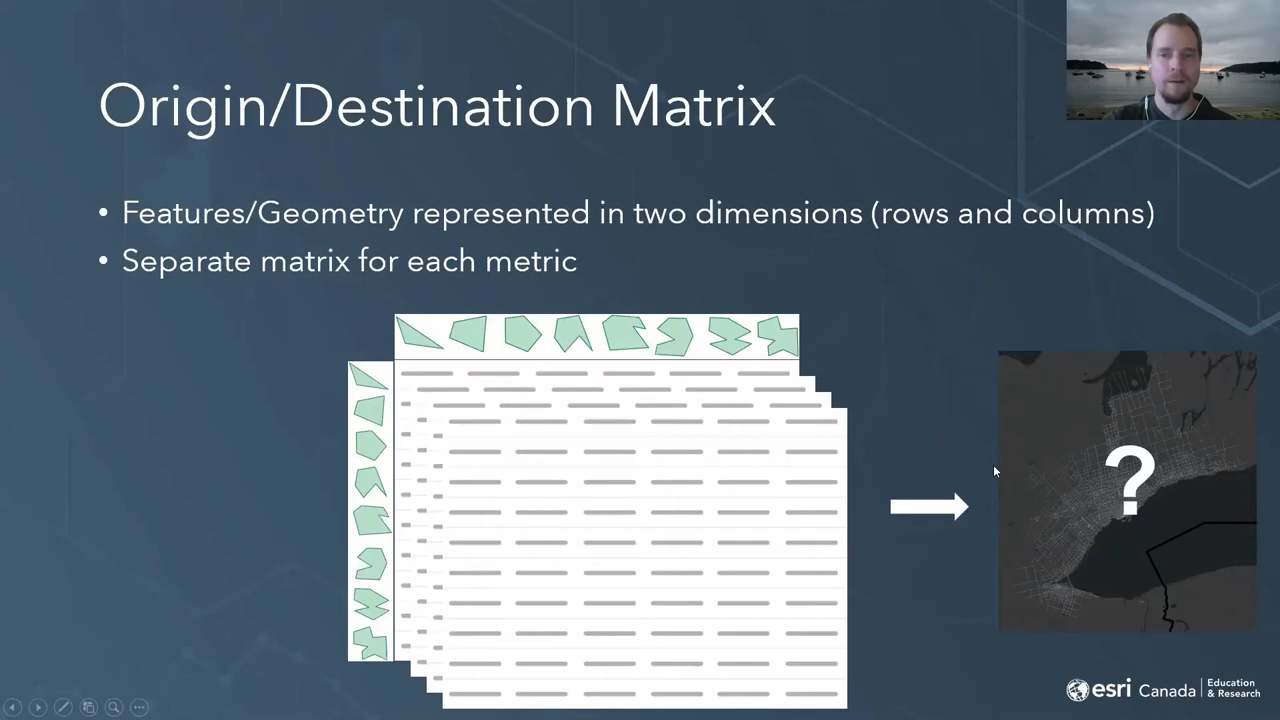 Origin/Destination Matrix
• Features/Geometry represented in two dimensions (rows and columns)
• Separate matrix for each metric
?
esri Canada | Education & Research